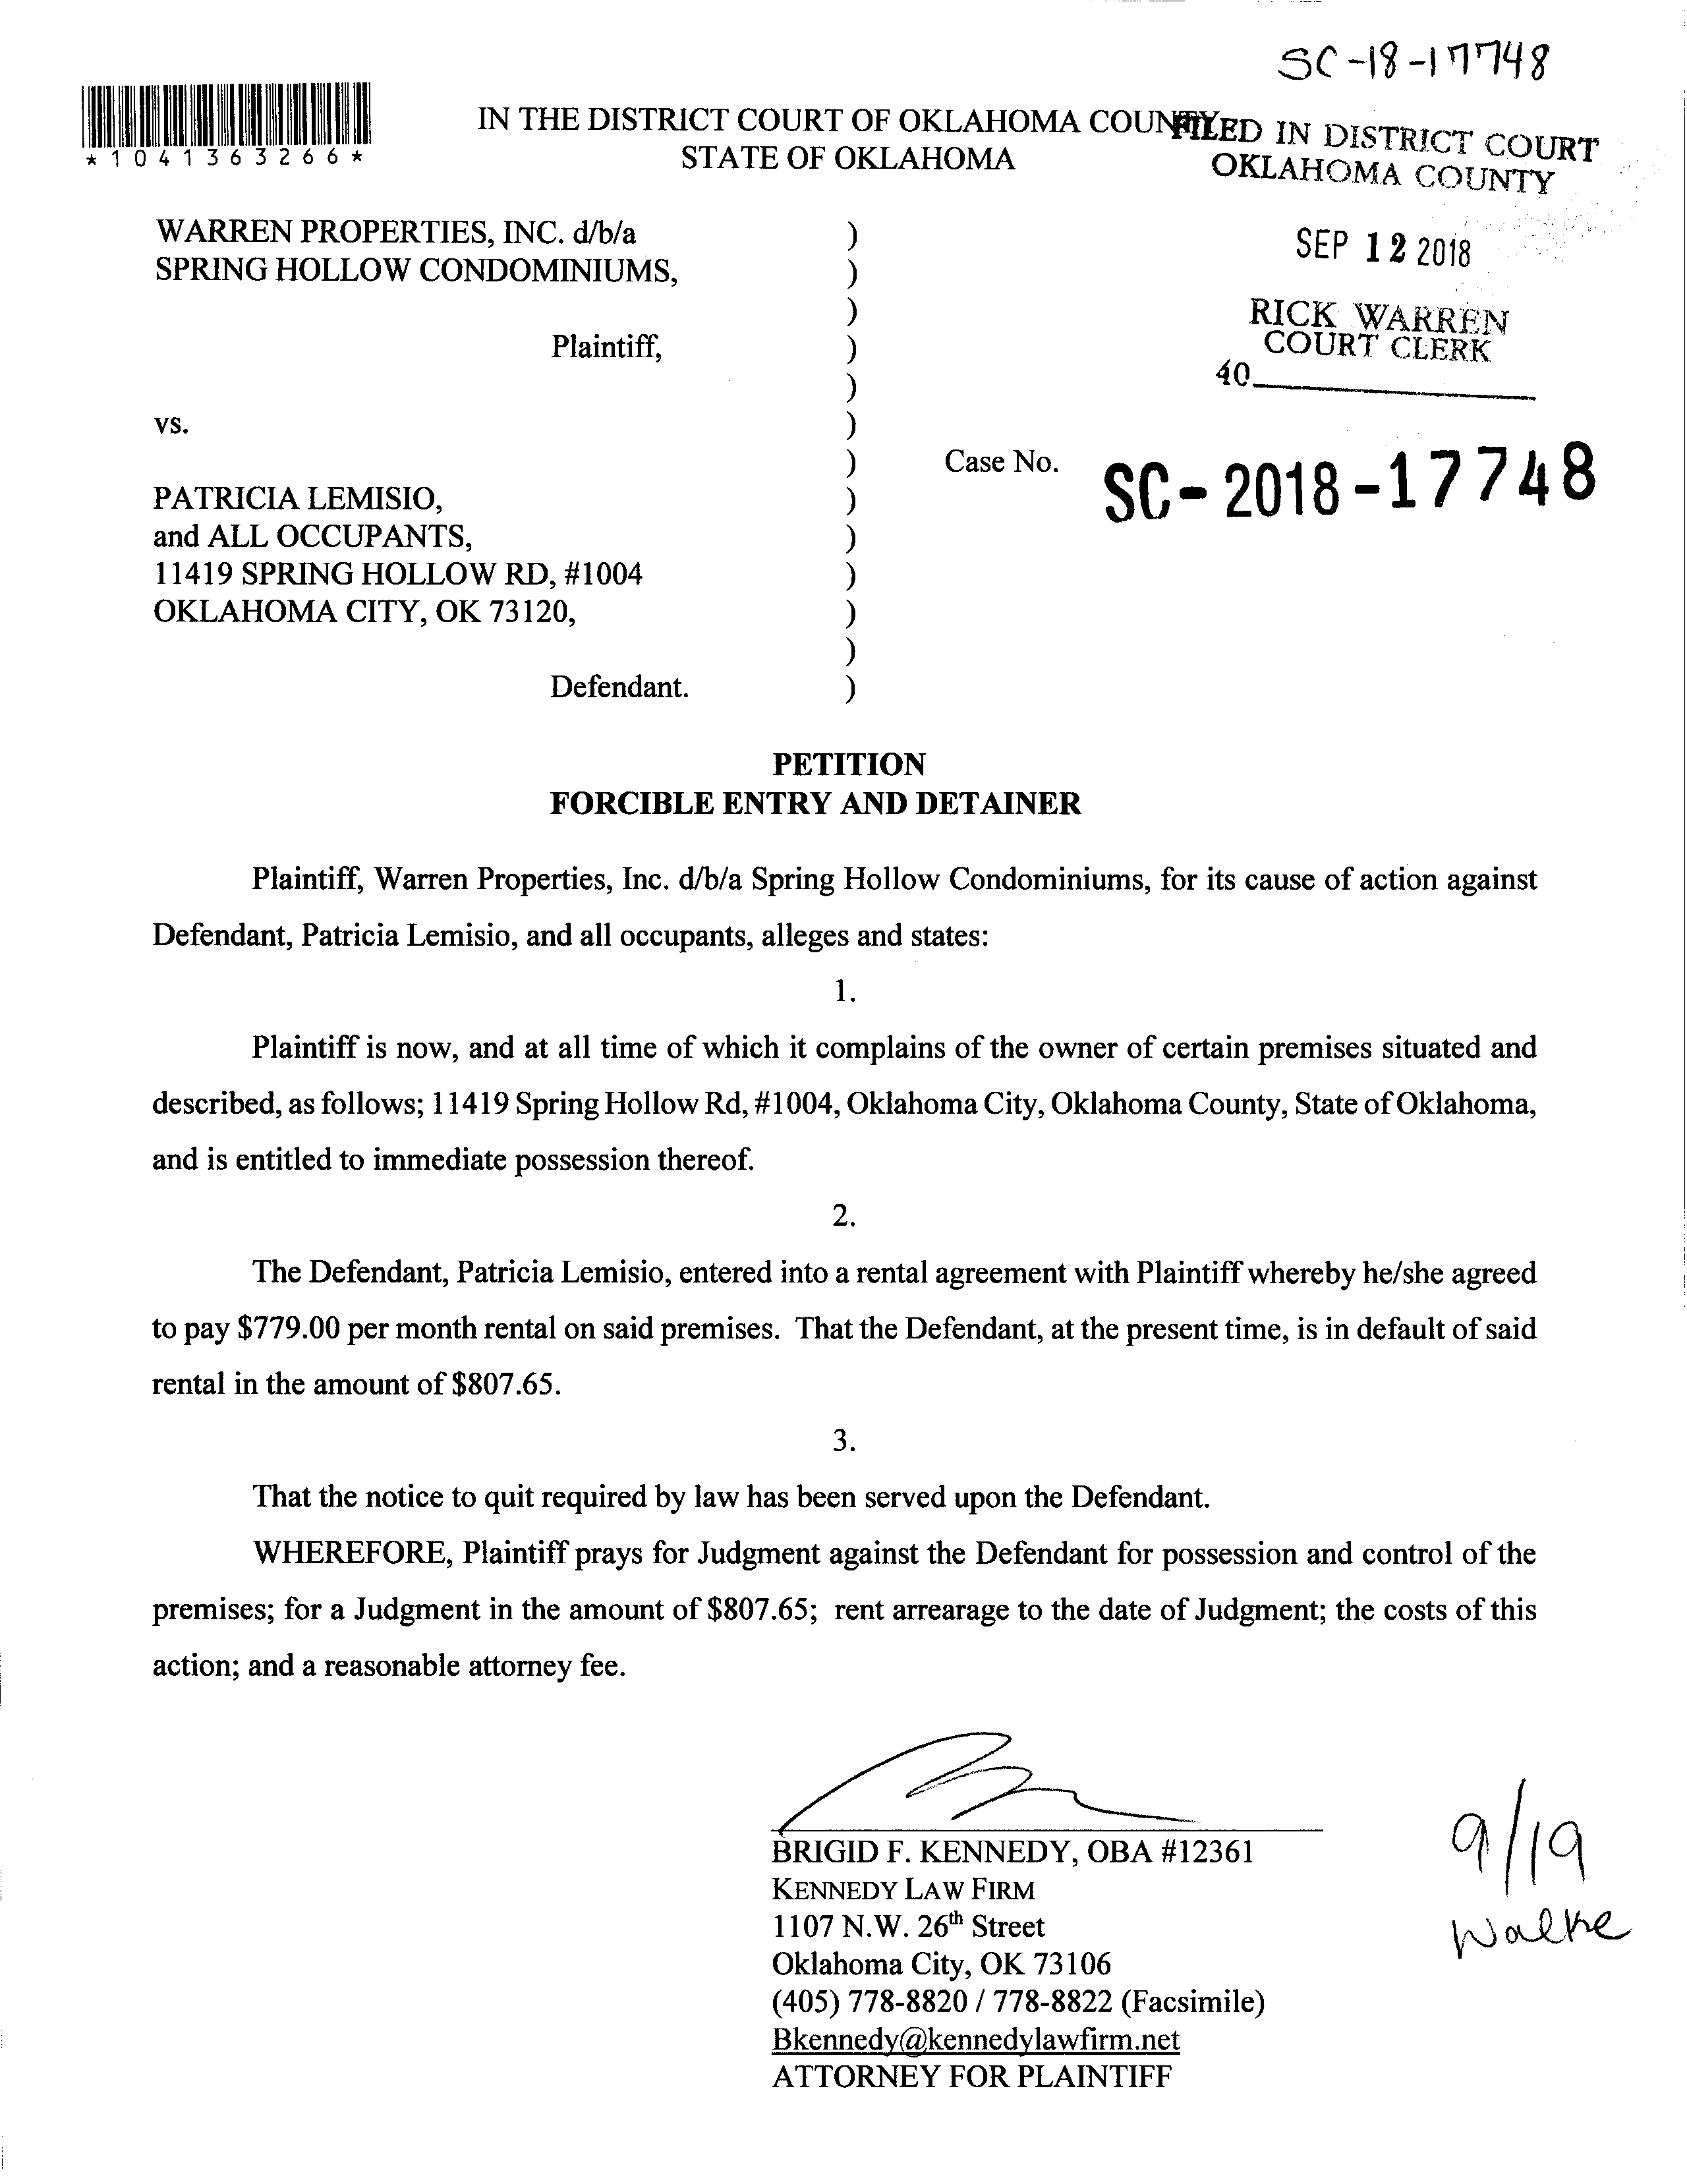 SC-18-17748
*1041363266*
IN THE DISTRICT COURT OF OKLAHOMA COUNTY
STATE OF OKLAHOMA
FILED IN DISTRICT COURT
OKLAHOMA COUNTY
SEP 12 2018
RICK WARREN
COURT CLERK
40
WARREN PROPERTIES, INC. d/b/a )
SPRING HOLLOW CONDOMINIUMS, )
)
Plaintiff, )
)
vs. )
) Case No. SC-2018-17748
PATRICIA LEMISIO, )
and ALL OCCUPANTS, )
11419 SPRING HOLLOW RD, #1004 )
OKLAHOMA CITY, OK 73120, )
)
Defendant. )
PETITION
FORCIBLE ENTRY AND DETAINER
Plaintiff, Warren Properties, Inc. d/b/a Spring Hollow Condominiums, for its cause of action against
Defendant, Patricia Lemisio, and all occupants, alleges and states:
1.
Plaintiff is now, and at all time of which it complains of the owner of certain premises situated and
described, as follows; 11419 Spring Hollow Rd, #1004, Oklahoma City, Oklahoma County, State of Oklahoma,
and is entitled to immediate possession thereof.
2.
The Defendant, Patricia Lemisio, entered into a rental agreement with Plaintiff whereby he/she agreed
to pay $779.00 per month rental on said premises. That the Defendant, at the present time, is in default of said
rental in the amount of $807.65.
3.
That the notice to quit required by law has been served upon the Defendant.
WHEREFORE, Plaintiff prays for Judgment against the Defendant for possession and control of the
premises; for a Judgment in the amount of $807.65; rent arrearage to the date of Judgment; the costs of this
action; and a reasonable attorney fee.
BRIGID F. KENNEDY, OBA #12361
KENNEDY LAW FIRM
1107 N.W. 26th Street
Oklahoma City, OK 73106
(405) 778-8820 / 778-8822 (Facsimile)
Bkennedy@kennedylawfirm.net
ATTORNEY FOR PLAINTIFF
9/19
Walke